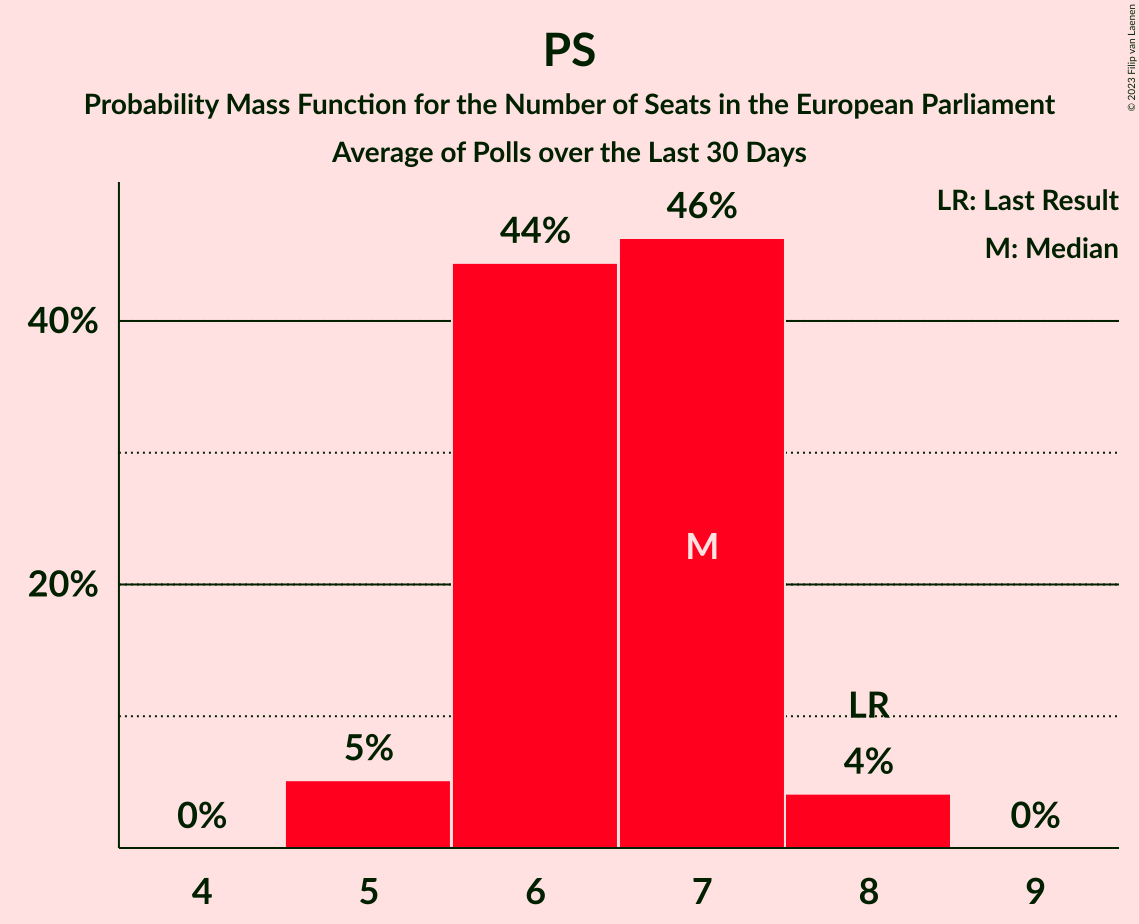 PS
Probability Mass Function for the Number of Seats in the European Parliament
Average of Polls over the Last 30 Days
© 2023 Filip van Laenen
LR: Last Result
M: Median
46%
44%
40%
M
20%
LR
5%
4%
0%
0%
4 5 6 7 8 9